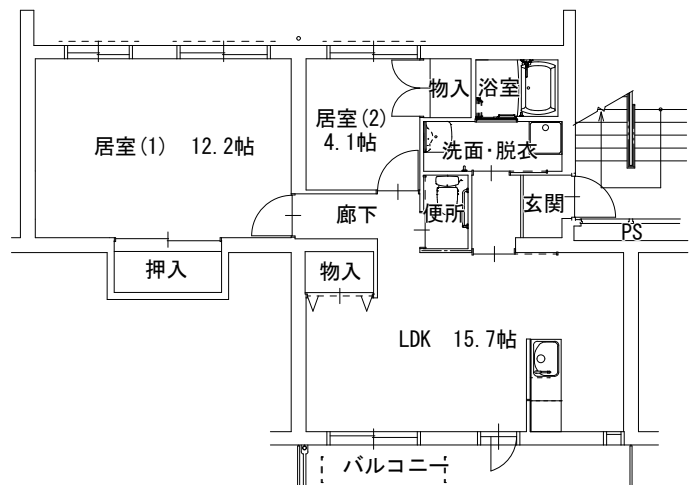 物入
浴室
居室(2)
4.1帖
居室(1) 12.2帖
洗面・脱衣
廊下
便所
玄関
PS
押入
物入
LDK 15.7帖
バルコニー